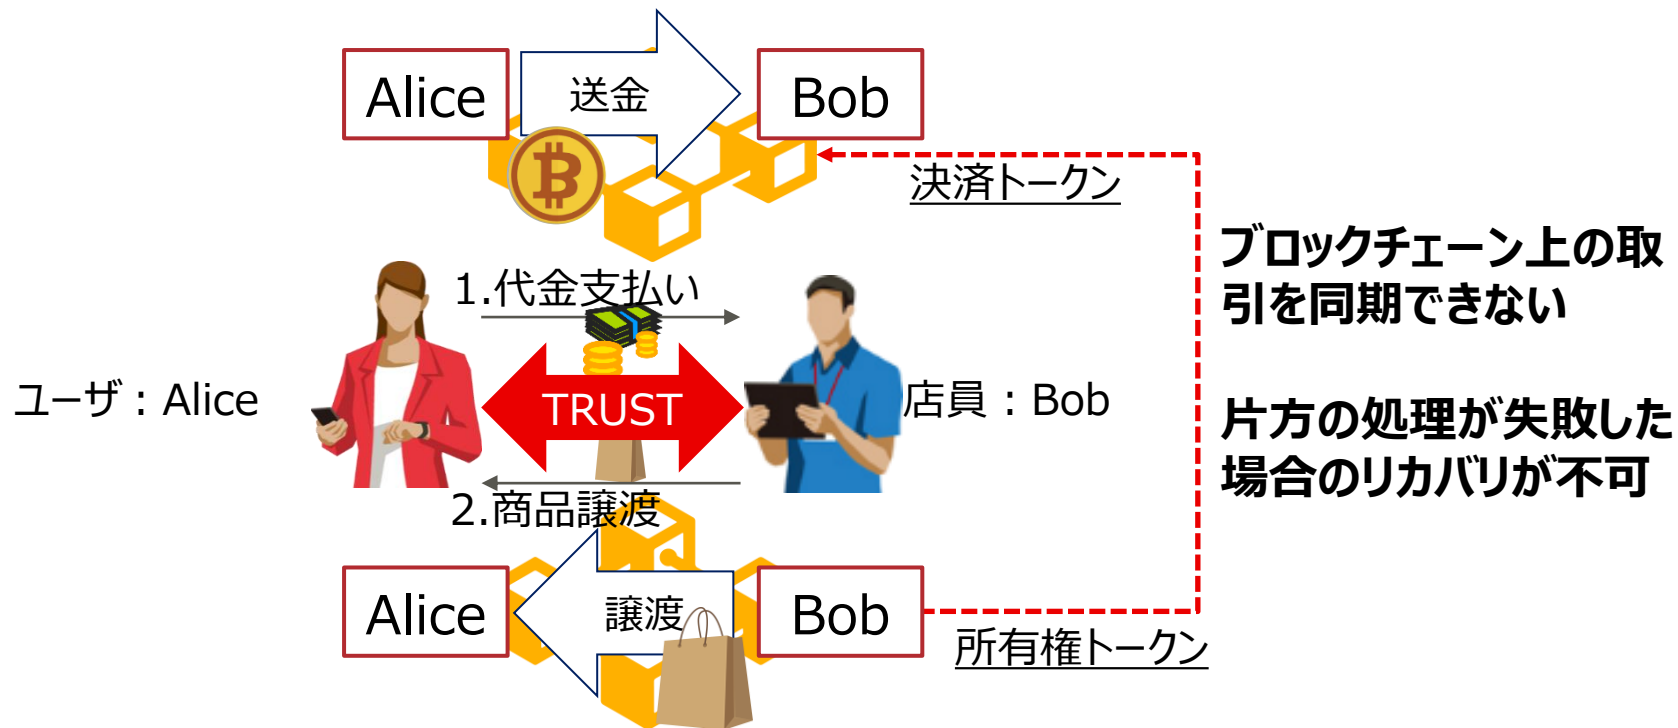 Alice
送金
Bob
決済トークン
1.代金支払い
ブロックチェーン上の取
引を同期できない
ユーザ：Alice
TRUST
店員：Bob
片方の処理が失敗した
場合のリカバリが不可
2.商品譲渡
Alice
譲渡
Bob
所有権トークン